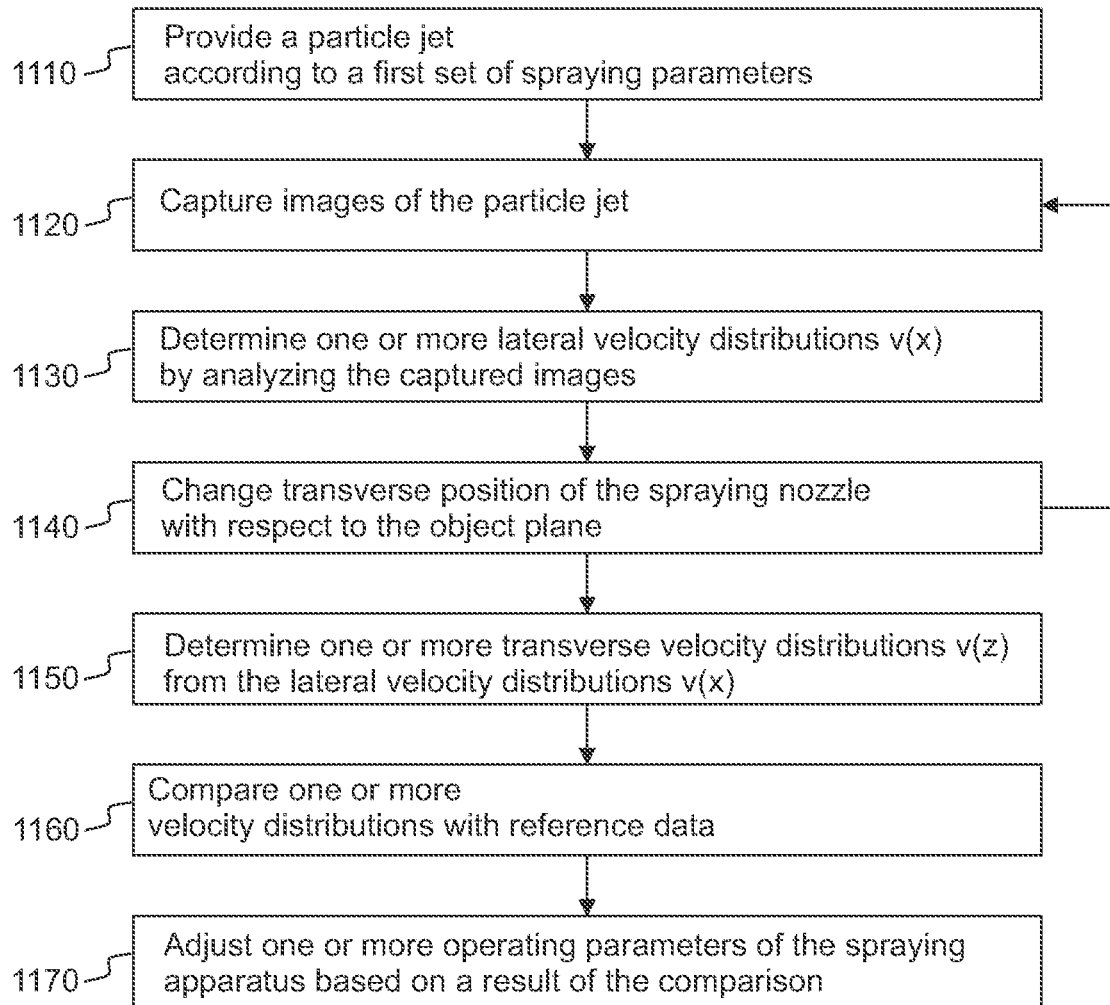 Provide a particle jet
1110
according to a first set of spraying parameters
1120
Capture images of the particle jet
Determine one or more lateral velocity distributions v(x)
1130
by analyzing the captured images
Change transverse position of the spraying nozzle
1140
with respect to the object plane
Determine one or more transverse velocity distributions v(z)
1150
from the lateral velocity distributions v(x)
Compare one or more
1160
velocity distributions with reference data
Adjust one or more operating parameters of the spraying
1170
apparatus based on a result of the comparison